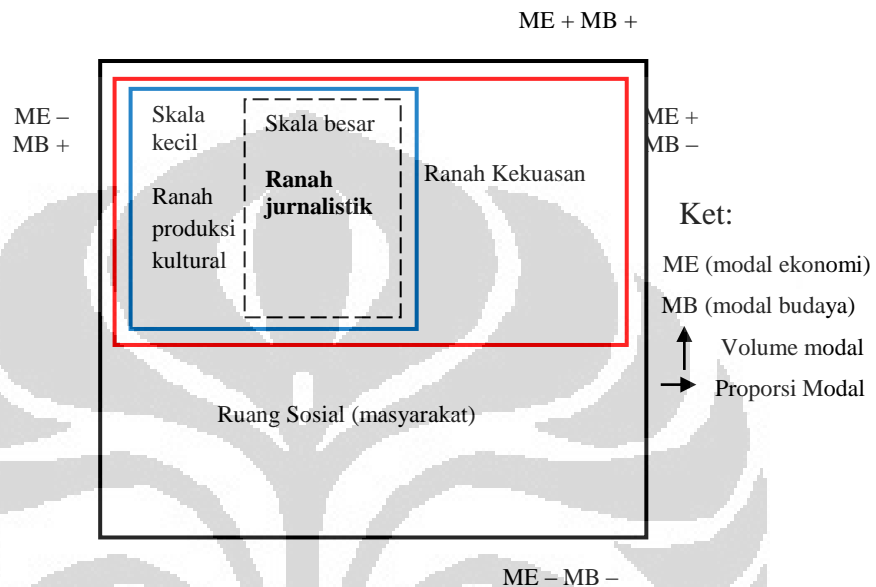 ME + MB +
ME –
MB +
Skala
kecil
Ranah
produksi
kultural
Skala besar
Ranah
jurnalistik
Ranah Kekuasan
ME +
MB –
Ket:
ME (modal ekonomi)
MB (modal budaya)
Volume modal
Proporsi Modal
Ruang Sosial (masyarakat)
ME – MB –